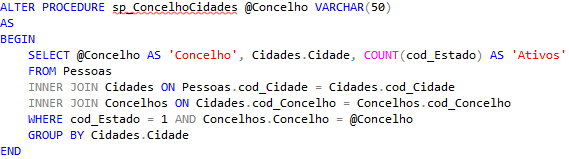 ALTER PROCEDURE sp_ConcelhoCidades @Concelho VARCHAR(50)
AS
BEGIN
SELECT @Concelho AS 'Concelho', Cidades.Cidade, COUNT(cod_Estado) AS 'Ativos'
FROM Pessoas
INNER JOIN Cidades ON Pessoas.cod_Cidade = Cidades.cod_Cidade
INNER JOIN Concelhos ON Cidades.cod_Concelho = Concelhos.cod_Concelho
WHERE cod_Estado = 1 AND Concelhos.Concelho = @Concelho
GROUP BY Cidades.Cidade
END